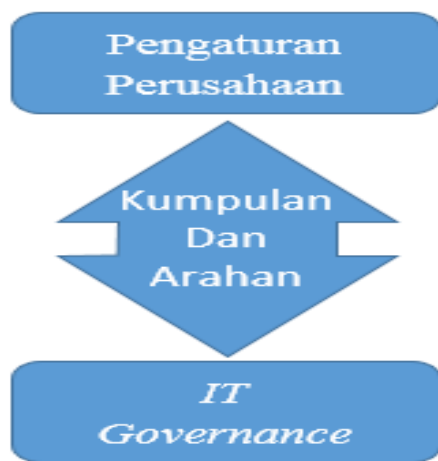 Pengaturan
Perusahaan
Kumpulan
Dan
Arahan
IT
Governance